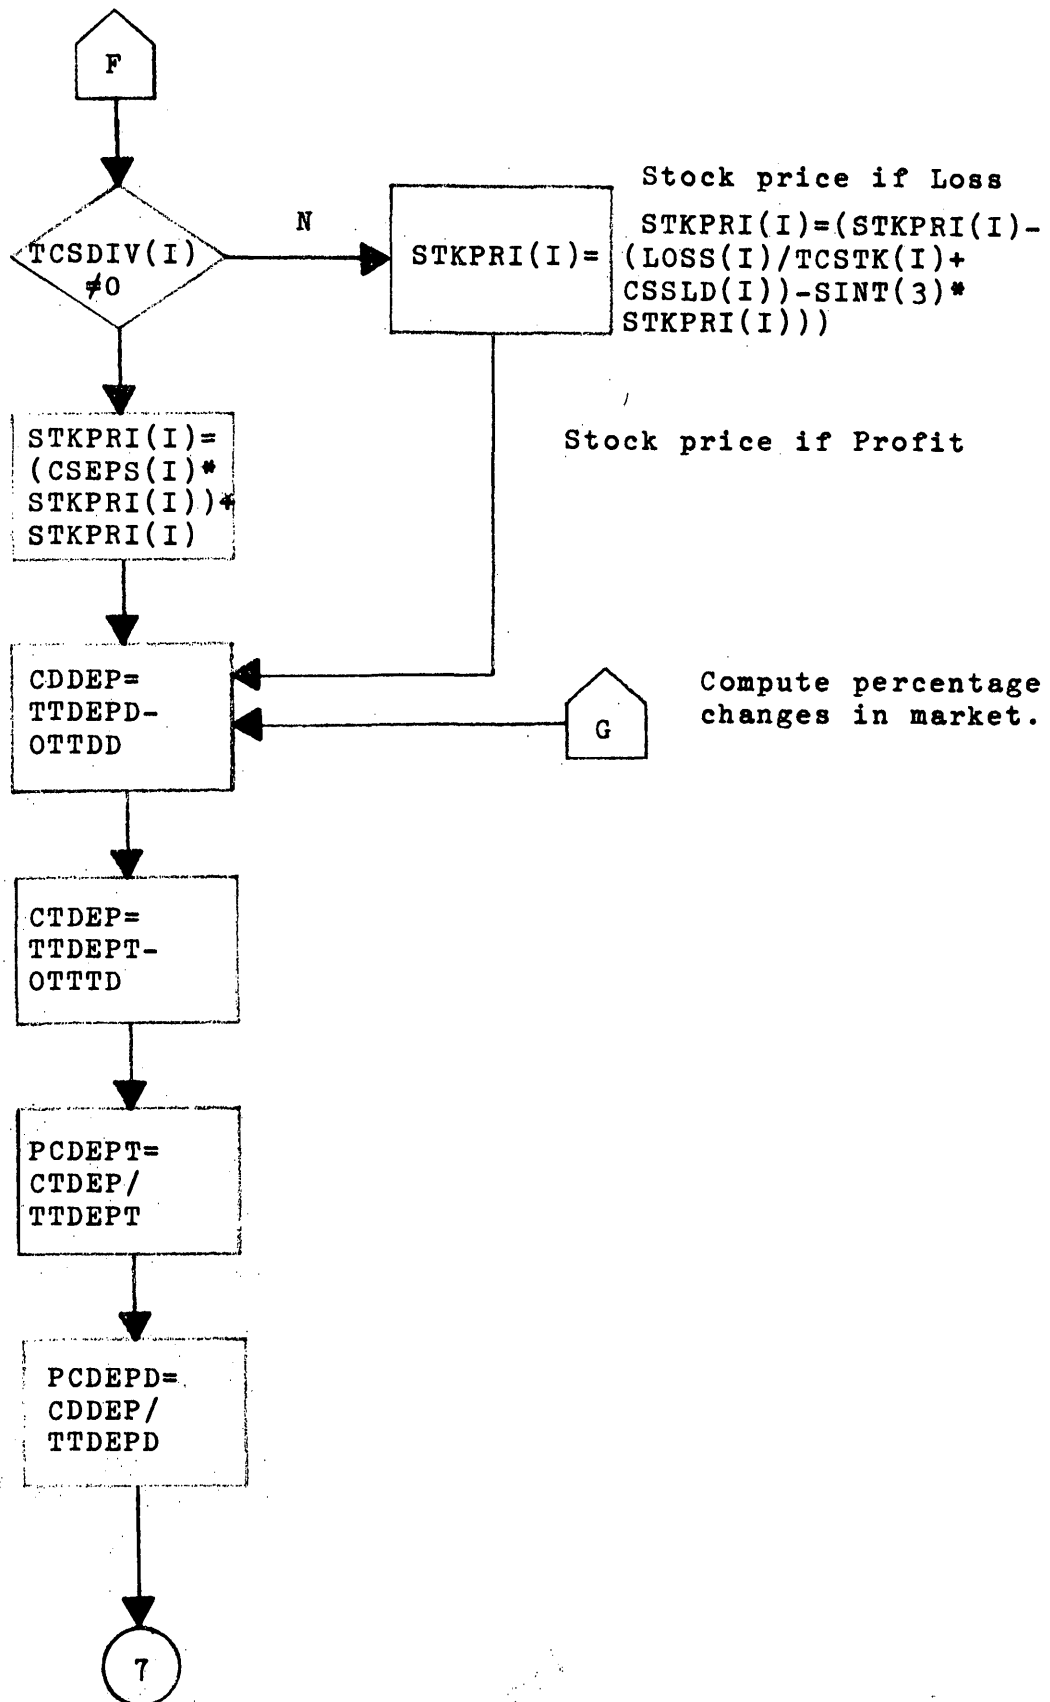 F
TCSDIV(I)
≠0
N
STKPRI(I)=
Stock price if Loss
STKPRI(I)=(STKPRI(I)-
(LOSS(I)/TCSTK(I)+
CSSLD(I))-SINT(3)*
STKPRI(I)))
STKPRI(I)=
(CSEPS(I)*
STKPRI(I))+
STKPRI(I)
Stock price if Profit
CDDEP=
TTDEPD-
OTTDD
G
Compute percentage
changes in market.
CTDEP=
TTDEPT-
OTTTD
PCDEPT=
CTDEP/
TTDEPT
PCDEPD=
CDDEP/
TTDEPD
7